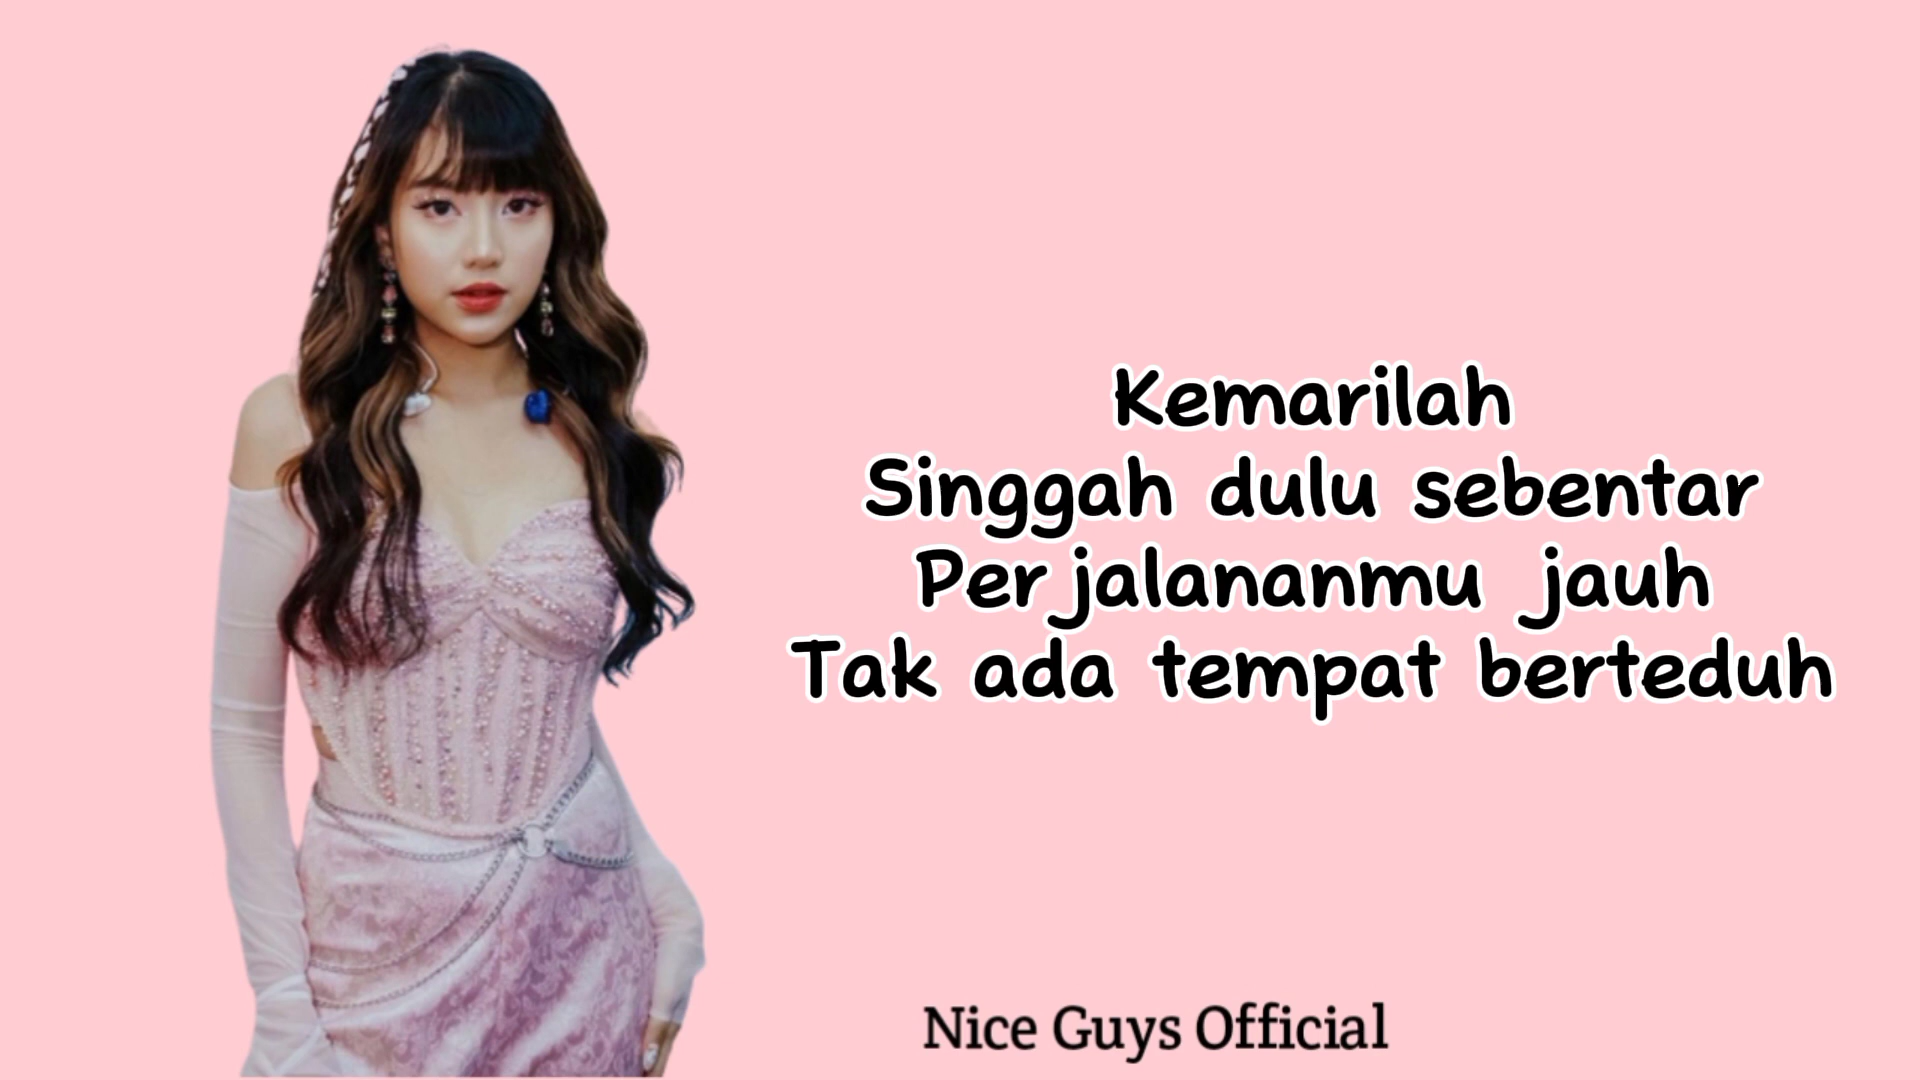 Kemarilah
Singgah dulu sebentar
Perjalananmu jauh
Tak ada tempat berteduh
Nice Guys Official